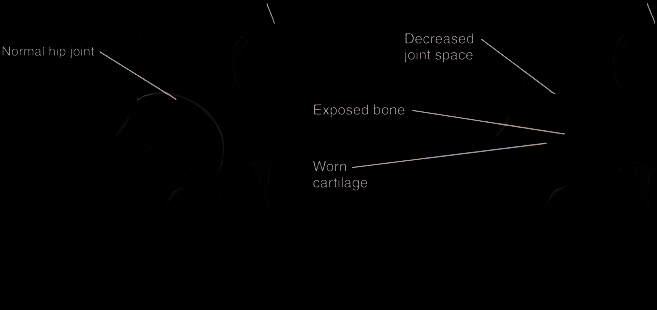 Normal hip joint
Decreased
joint space
Exposed bone
Worn
cartilage